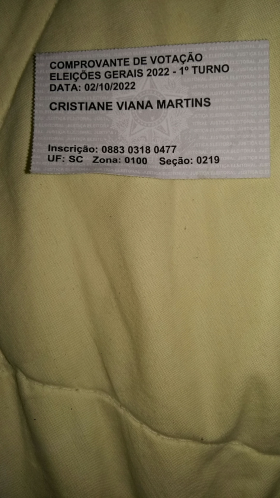 COMPROVANTE DE VOTAÇÃO
ELEIÇÕES GERAIS 2022 - 1º TURNO
DATA: 02/10/2022
CRISTIANE VIANA MARTINS
Inscrição: 0883 0318 0477
UF: SC Zona: 0100 Seção: 0219